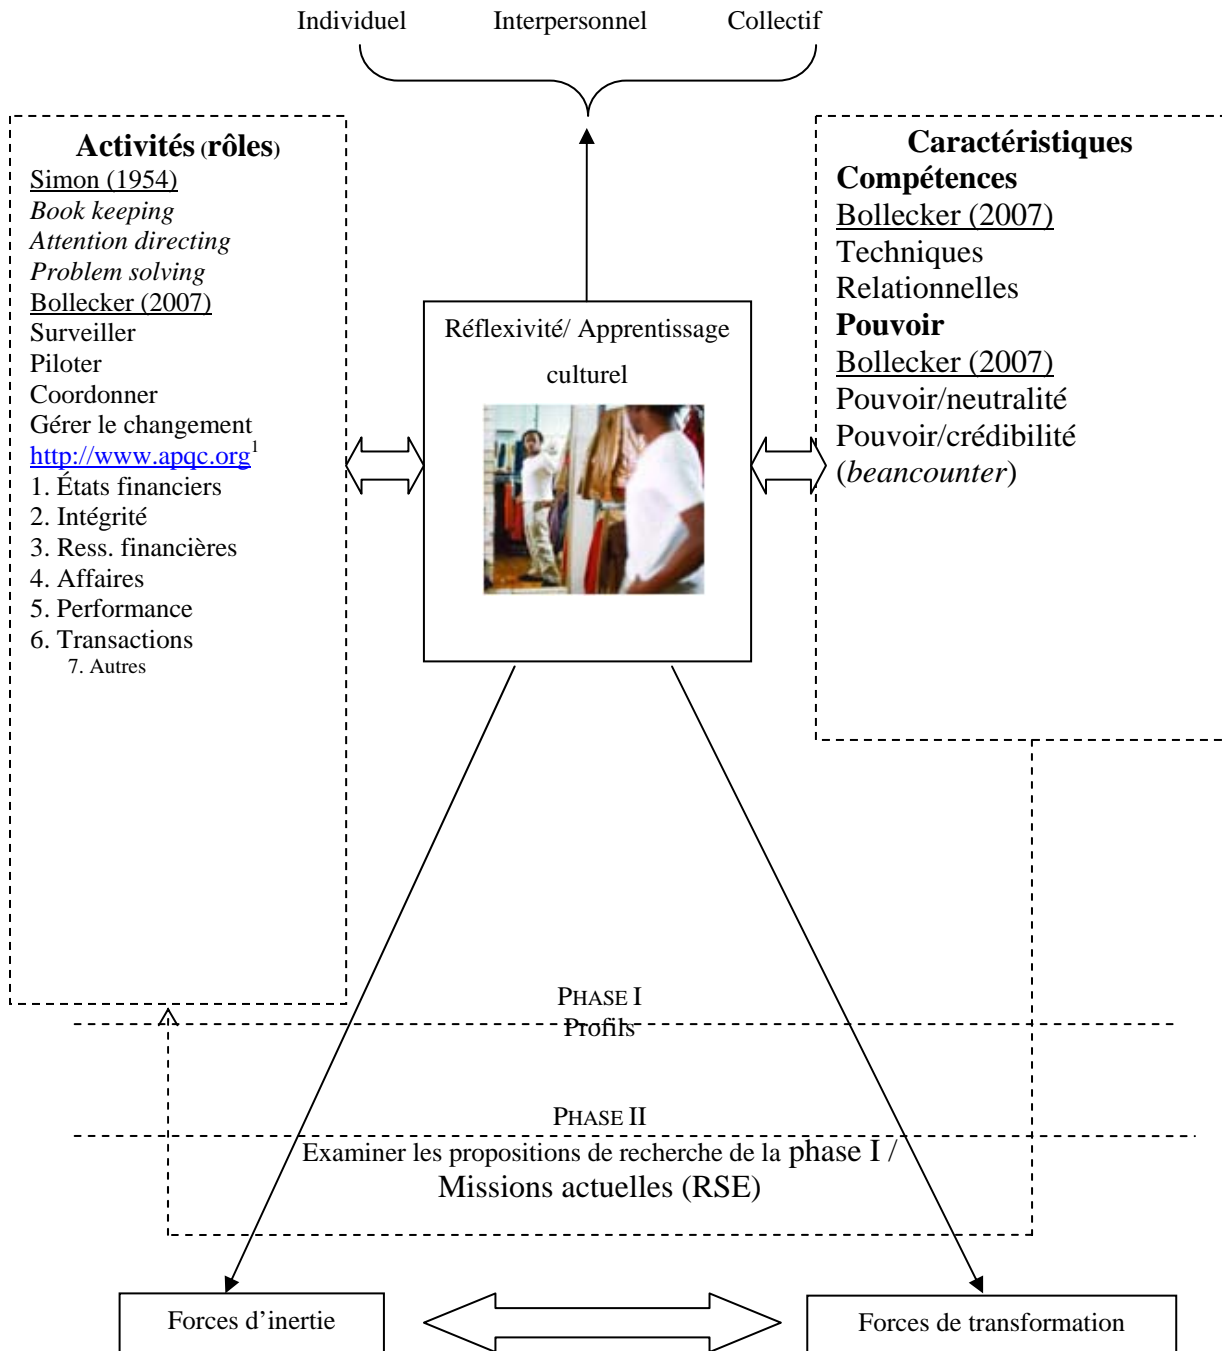 Individuel Interpersonnel Collectif
Activités (rôles)
Simon (1954)
Book keeping
Attention directing
Problem solving
Bollecker (2007)
Surveiller
Piloter
Coordonner
Gérer le changement
http://www.apqc.org1
1. États financiers
2. Intégrité
3. Ress. financières
4. Affaires
5. Performance
6. Transactions
7. Autres
Réflexivité/ Apprentissage
culturel
Caractéristiques
Compétences
Bollecker (2007)
Techniques
Relationnelles
Pouvoir
Bollecker (2007)
Pouvoir/neutralité
Pouvoir/crédibilité
(beancounter)
PHASE I
Profils
PHASE II
Examiner les propositions de recherche de la phase I /
Missions actuelles (RSE)
Forces d’inertie
Forces de transformation